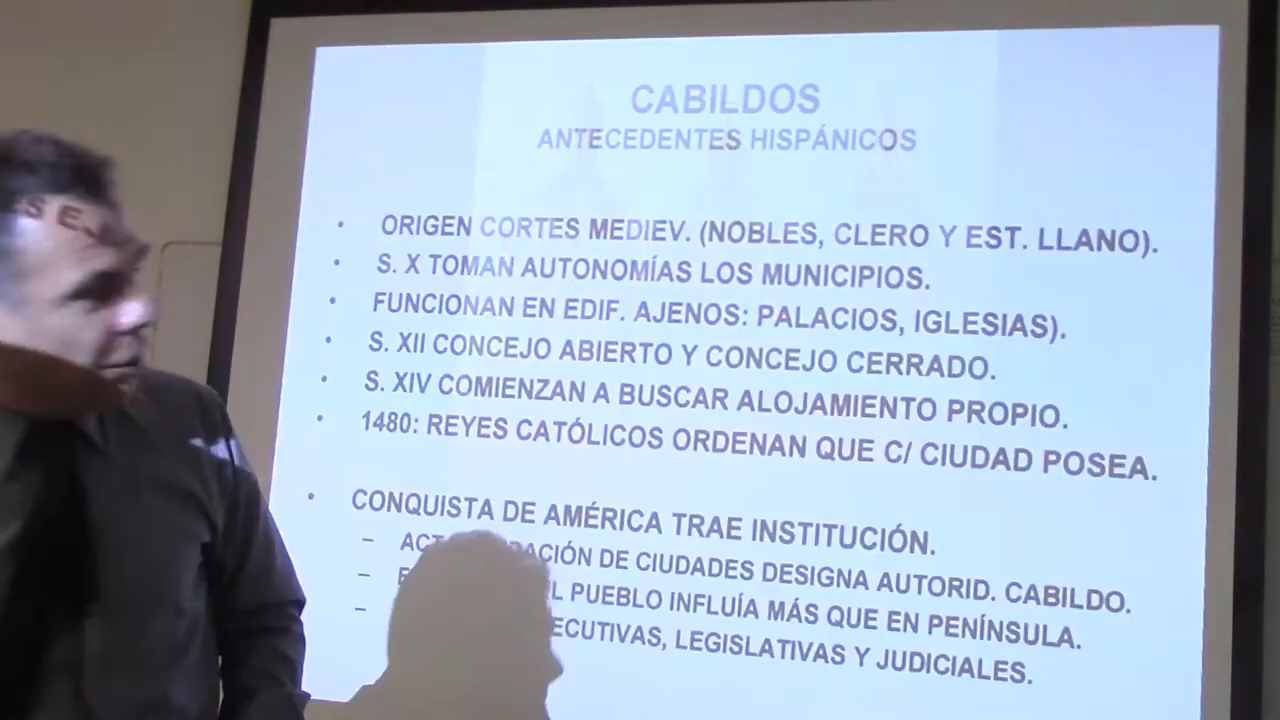 CABILDOS
ANTECEDENTES HISPÁNICOS
• ORIGEN CORTES MEDIEV. (NOBLES, CLERO Y EST. LLANO).
• S. X TOMAN AUTONOMÍAS LOS MUNICIPIOS.
• FUNCIONAN EN EDIF. AJENOS: PALACIOS, IGLESIAS).
• S. XII CONCEJO ABIERTO Y CONCEJO CERRADO.
• S. XIV COMIENZAN A BUSCAR ALOJAMIENTO PROPIO.
• 1480: REYES CATÓLICOS ORDENAN QUE C/ CIUDAD POSEA.
• CONQUISTA DE AMÉRICA TRAE INSTITUCIÓN.
– DE CIUDADES DESIGNA AUTORID. CABILDO.
– PUEBLO INFLUÍA MÁS QUE EN PENÍNSULA.
– LEGISLATIVAS Y JUDICIALES.